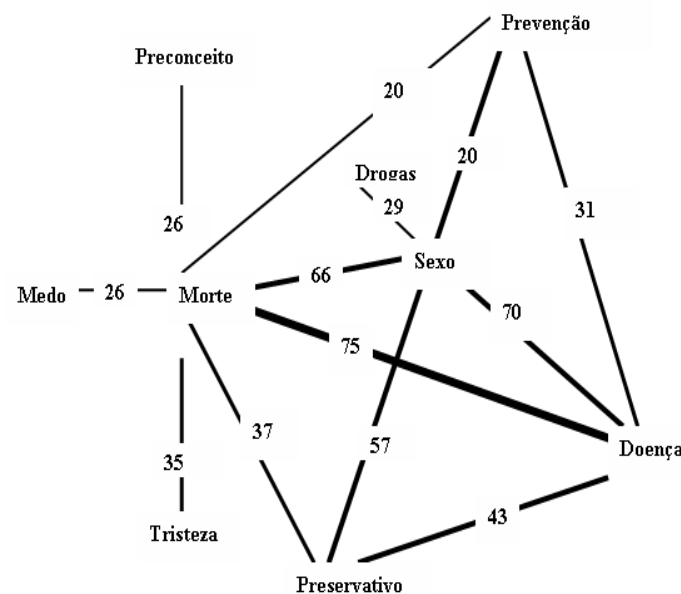 Prevenção
Preconceito
20
Drogas
20
29
26
31
Sexo
66
Medo
26
Morte
70
75
37
57
Doença
35
43
Tristeza
Preservativo